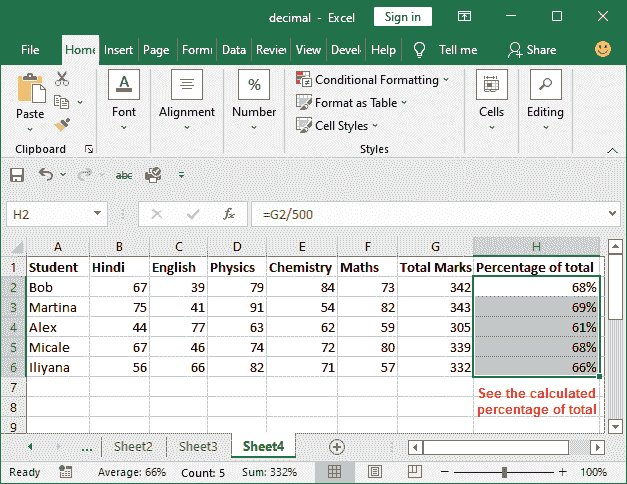 decimal - Excel Sign in
File Home Insert Page Formu Data Revie View Devel Help Tell me Share
Paste Font Alignment % Number Conditional Formatting Format as Table Cell Styles Cells Editing
Clipboard Styles
abc
H2 fx =G2/500
A B C D E F G H
1 Student Hindi English Physics Chemistry Maths Total Marks Percentage of total
2 Bob 67 39 79 84 73 342 68%
3 Martina 75 41 91 54 82 343 69%
4 Alex 44 77 63 62 59 305 61%
5 Micale 67 46 74 72 80 339 68%
6 Iliyana 56 66 82 71 57 332 66%
7 See the calculated
8 percentage of total
9
... Sheet2 Sheet3 Sheet4
Ready Average: 66% Count: 5 Sum: 332% 100%